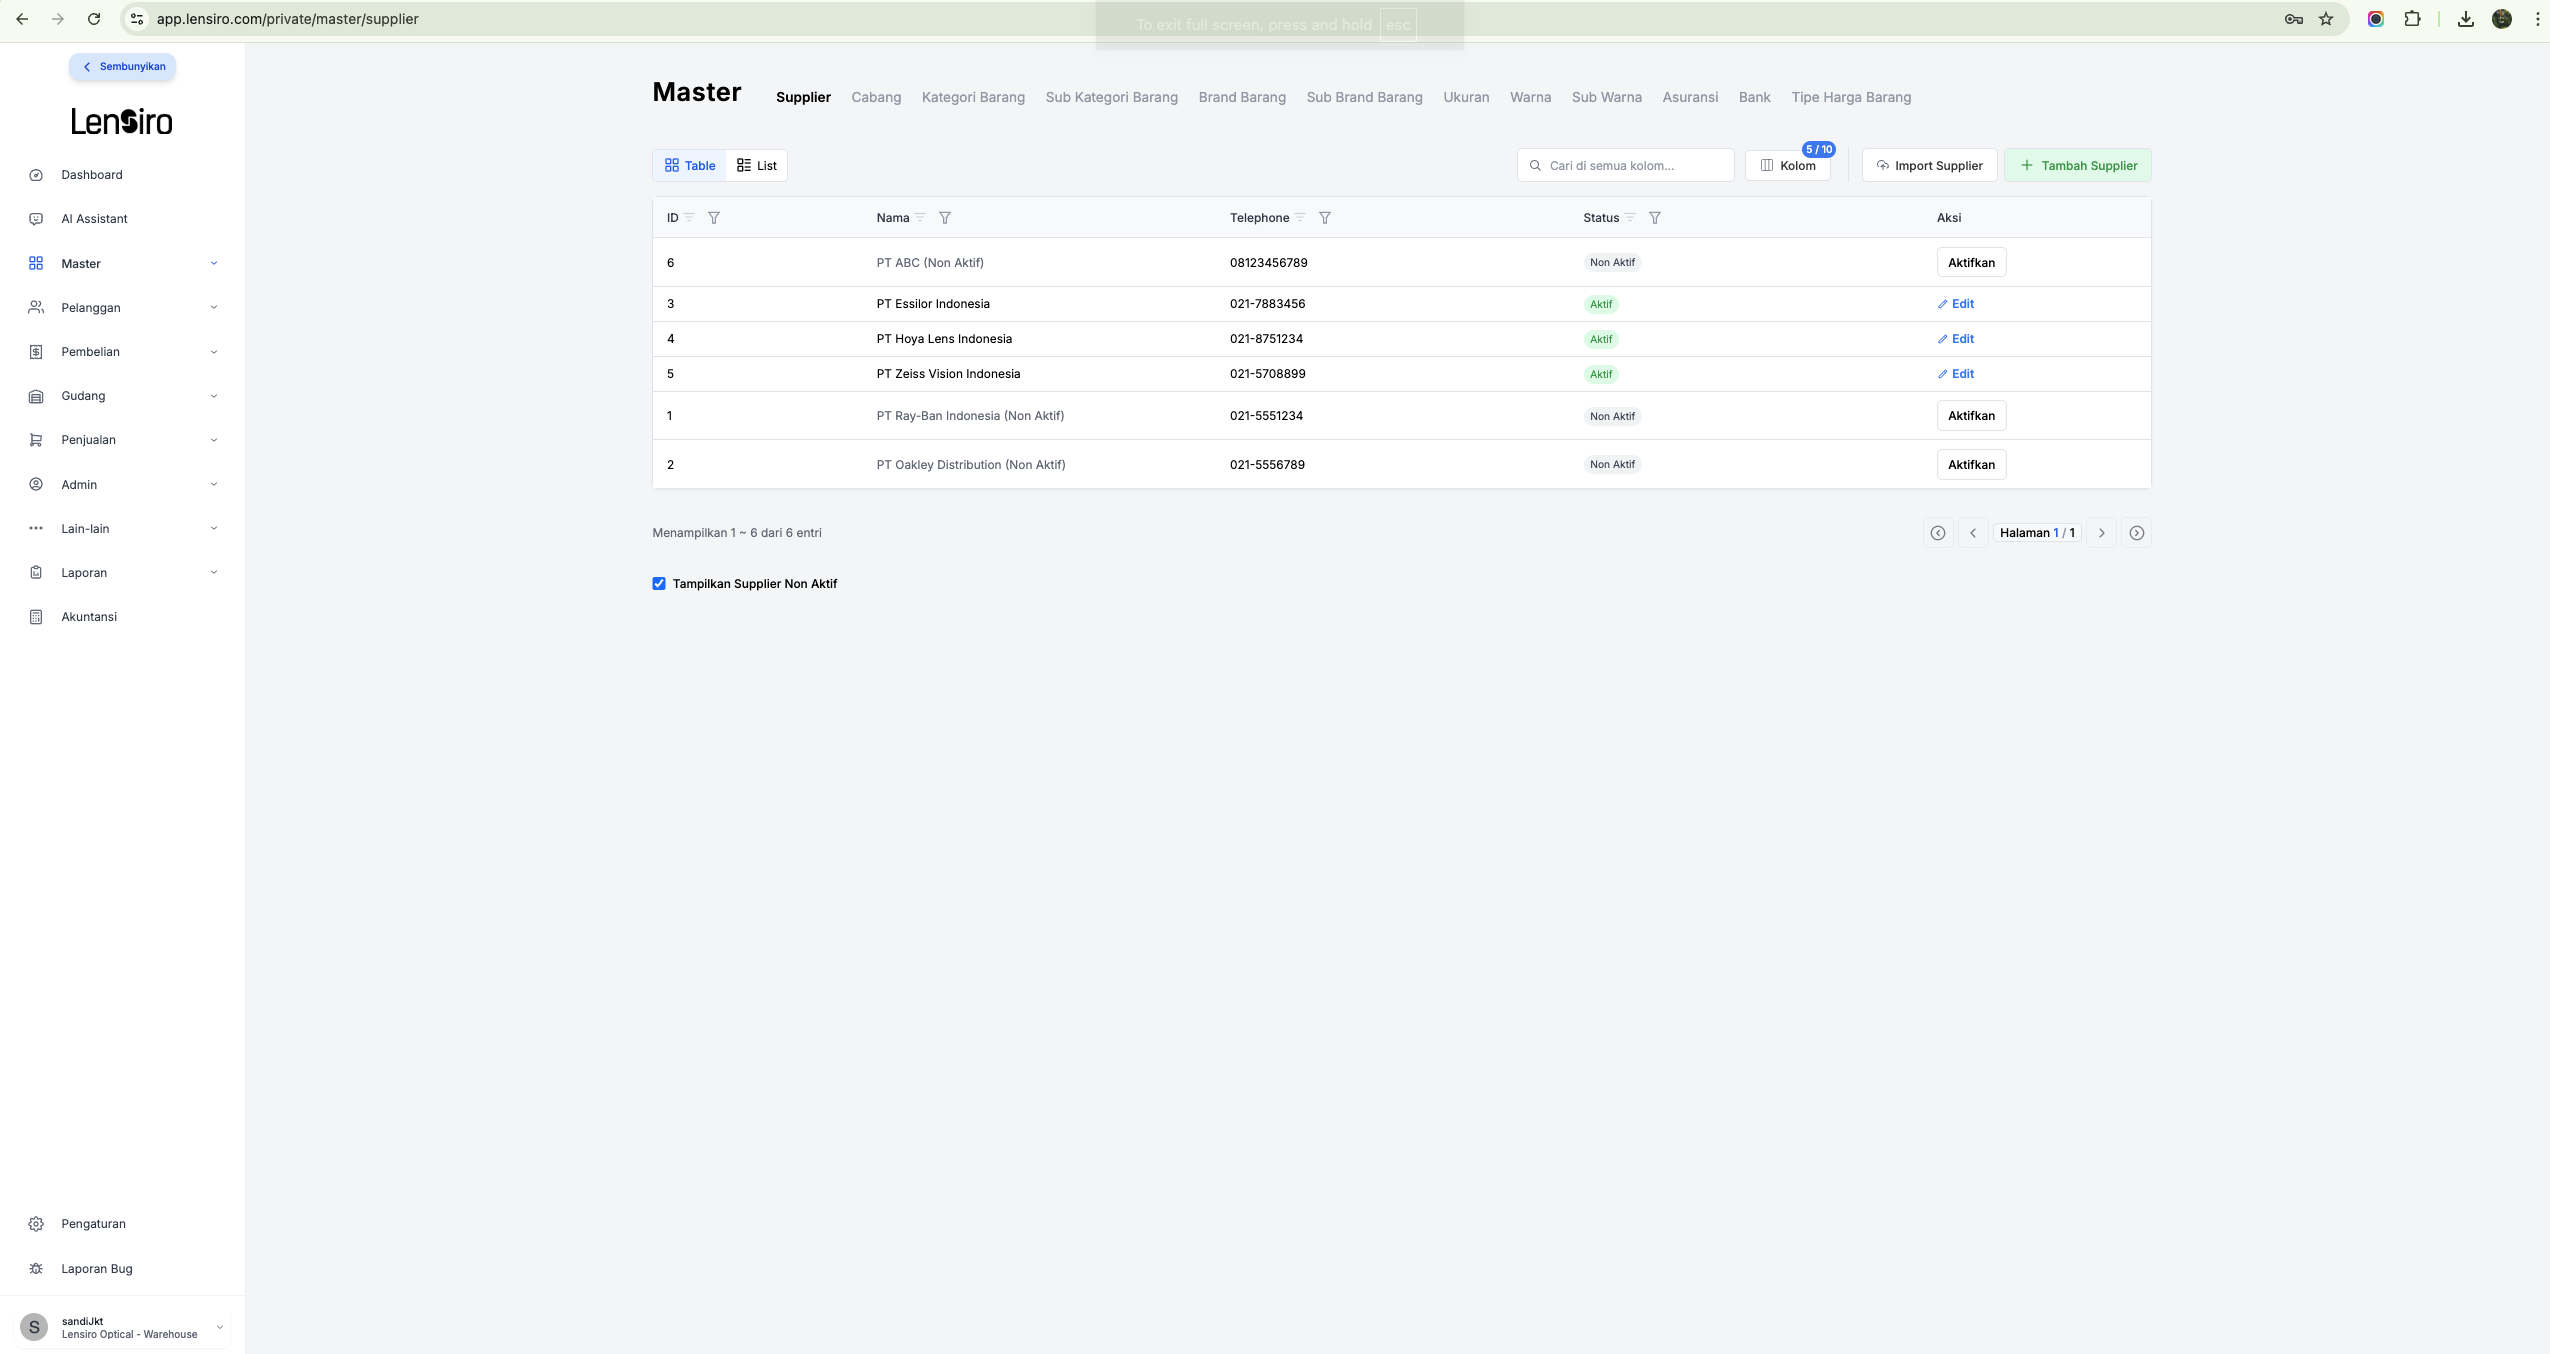 app.lensiro.com/private/master/supplier
To exit full screen, press and hold esc
Sembunyikan
Lensiro
Dashboard
AI Assistant
Master
Pelanggan
Pembelian
Gudang
Penjualan
Admin
Lain-lain
Laporan
Akuntansi
Pengaturan
Laporan Bug
S
sandiJkt
Lensiro Optical - Warehouse
Master Supplier Cabang Kategori Barang Sub Kategori Barang Brand Barang Sub Brand Barang Ukuran Warna Sub Warna Asuransi Bank Tipe Harga Barang
Table List Cari di semua kolom... Kolom 5 / 10 Import Supplier Tambah Supplier
ID Nama Telephone Status Aksi
6 PT ABC (Non Aktif) 08123456789 Non Aktif Aktifkan
3 PT Essilor Indonesia 021-7883456 Aktif Edit
4 PT Hoya Lens Indonesia 021-8751234 Aktif Edit
5 PT Zeiss Vision Indonesia 021-5708899 Aktif Edit
1 PT Ray-Ban Indonesia (Non Aktif) 021-5551234 Non Aktif Aktifkan
2 PT Oakley Distribution (Non Aktif) 021-5556789 Non Aktif Aktifkan
Menampilkan 1 ~ 6 dari 6 entri Halaman 1 / 1
Tampilkan Supplier Non Aktif